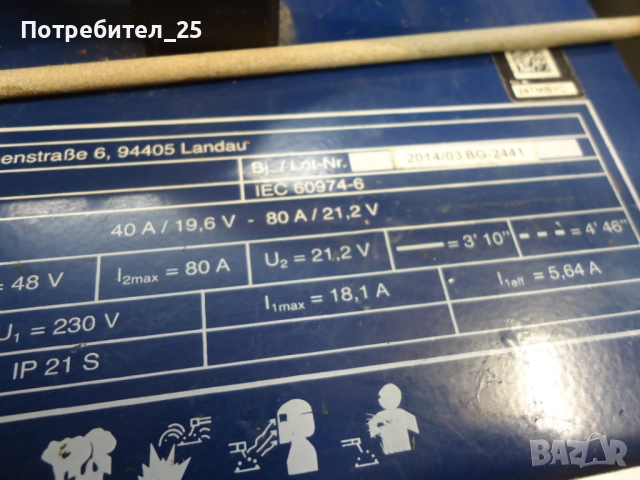 Потребител_25
enstraße 6, 94405 Landau
Bj. / Lot-Nr. 2014/03 BG-2441
IEC 60974-6
40 A / 19,6 V - 80 A / 21,2 V
= 48 V
I2max = 80 A
U2 = 21,2 V
= 3' 10"
= 4' 46"
U1 = 230 V
I1max = 18,1 A
I1eff = 5,64 A
IP 21 S
BAZAR